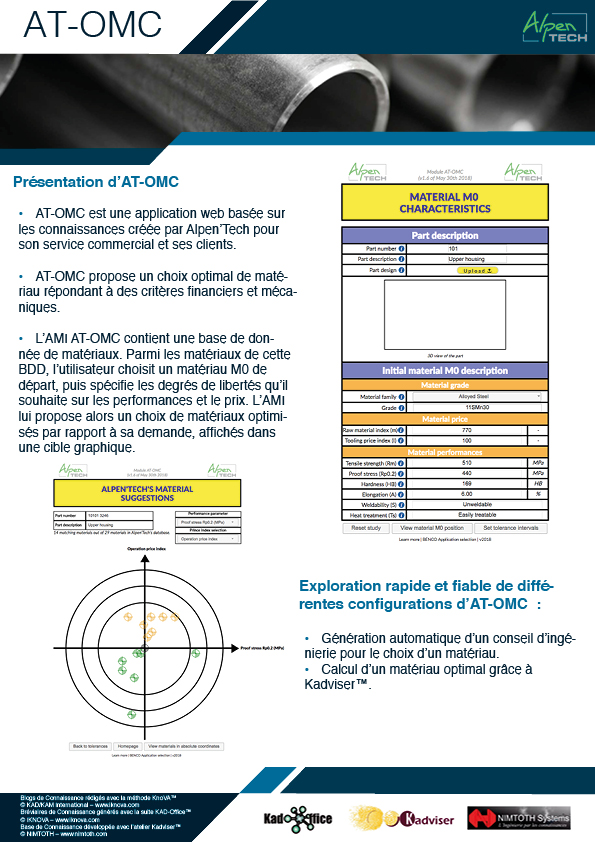 AT-OMC
Alpen
TECH
Présentation d'AT-OMC
• AT-OMC est une application web basée sur
les connaissances créée par Alpen'Tech pour
son service commercial et ses clients.
• AT-OMC propose un choix optimal de maté-
riau répondant à des critères financiers et méca-
niques.
• L'AMI AT-OMC contient une base de don-
née de matériaux. Parmi les matériaux de cette
BDD, l'utilisateur choisit un matériau M0 de
départ, puis spécifie les degrés de libertés qu'il
souhaite sur les performances et le prix. L'AMI
lui propose alors un choix de matériaux optimi-
sés par rapport à sa demande, affichés dans
une cible graphique.
Alpen
TECH
Module AT-OMC
(v1.6 of May 30th 2018)
Alpen
TECH
ALPEN'TECH'S MATERIAL
SUGGESTIONS
Part number 10101 3246
Part description Upper housing
14 matching materials out of 29 materials in AlpenTech's database.
Performance parameter
Proof stress Rp0.2 (MPa)
Prince index selection
Operation price index
Operation price index
Proof stress Rp0.2 (MPa)
Back to tolerances Homepage View materials in absolute coordinates
Learn more | BENCO Application selection | v2018
Alpen
TECH
Module AT-OMC
(v1.6 of May 30th 2018)
Alpen
TECH
MATERIAL M0
CHARACTERISTICS
Part description
Part number 101
Part description Upper housing
Part design Upload
3D view of the part
Initial material M0 description
Material grade
Material family Alloyed Steel
Grade 11SMn30
Material price
Raw material index (m) 770 -
Tooling price index (i) 100 -
Material performances
Tensile strength (Rm) 510 MPa
Proof stress (Rp0.2) 440 MPa
Hardness (HB) 169 HB
Elongation (A) 6.00 %
Weldability (S) Unweldable
Heat treatment (Ts) Easily treatable
Reset study View material M0 position Set tolerance intervals
Learn more | BENCO Application selection | v2018
Exploration rapide et fiable de diffé-
rentes configurations d'AT-OMC :
• Génération automatique d'un conseil d'ingé-
nierie pour le choix d'un matériau.
• Calcul d'un matériau optimal grâce à
Kadviser™.
Blogs de Connaissance rédigés avec la méthode KnoVA™
© KAD/KAM International – www.iknova.com
Bréviaires de Connaissance générés avec la suite KAD-Office™
© IKNOVA – www.iknova.com
Base de Connaissance développée avec l'atelier Kadviser™
© NIMTOTH – www.nimtoth.com
Kad Office
Kadviser
NIMTOTH Systems
L'Ingénierie par les connaissances